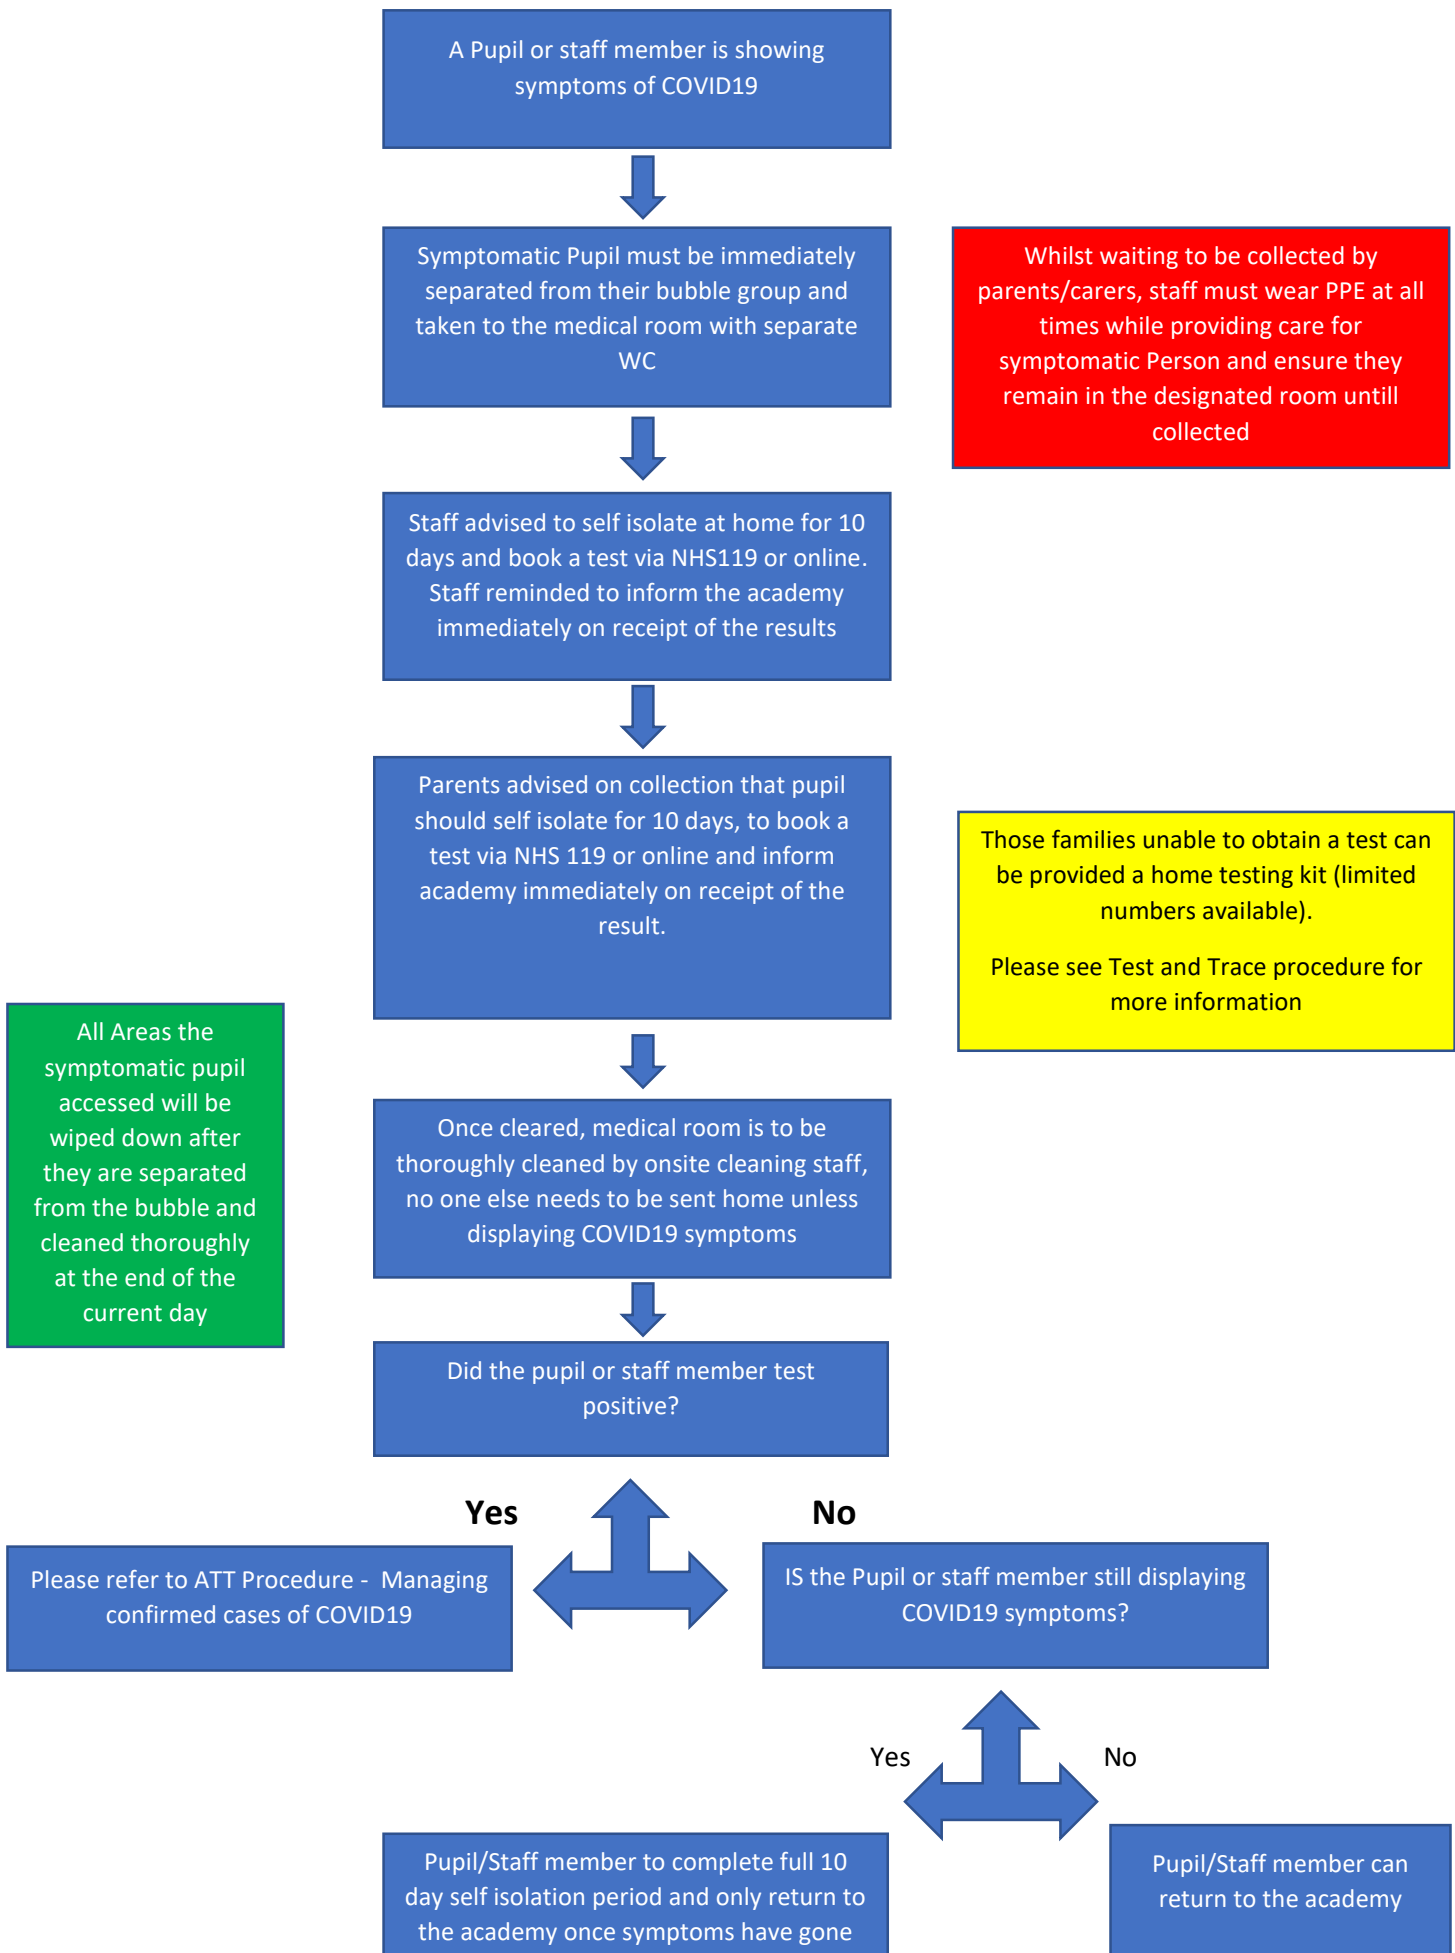 A Pupil or staff member is showing
symptoms of COVID19
Symptomatic Pupil must be immediately
separated from their bubble group and
taken to the medical room with separate
WC
Whilst waiting to be collected by
parents/carers, staff must wear PPE at all
times while providing care for
symptomatic Person and ensure they
remain in the designated room untill
collected
Staff advised to self isolate at home for 10
days and book a test via NHS119 or online.
Staff reminded to inform the academy
immediately on receipt of the results
Parents advised on collection that pupil
should self isolate for 10 days, to book a
test via NHS 119 or online and inform
academy immediately on receipt of the
result.
Those families unable to obtain a test can
be provided a home testing kit (limited
numbers available).
Please see Test and Trace procedure for
more information
All Areas the
symptomatic pupil
accessed will be
wiped down after
they are separated
from the bubble and
cleaned thoroughly
at the end of the
current day
Once cleared, medical room is to be
thoroughly cleaned by onsite cleaning staff,
no one else needs to be sent home unless
displaying COVID19 symptoms
Did the pupil or staff member test
positive?
Yes
No
Please refer to ATT Procedure - Managing
confirmed cases of COVID19
IS the Pupil or staff member still displaying
COVID19 symptoms?
Yes
No
Pupil/Staff member to complete full 10
day self isolation period and only return to
the academy once symptoms have gone
Pupil/Staff member can
return to the academy